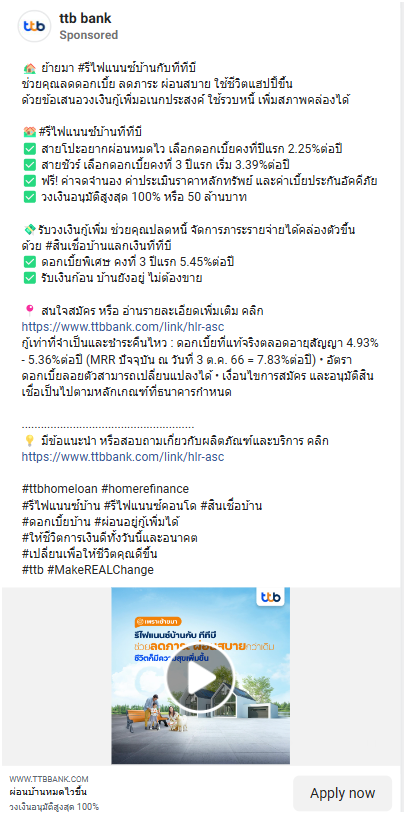 ttb bank
Sponsored
🏠 ย้ายมา #รีไฟแนนซ์บ้านกับทีทีบี
ช่วยคุณลดดอกเบี้ย ลดภาระ ผ่อนสบาย ใช้ชีวิตแฮปปี้ขึ้น
ด้วยข้อเสนอวงเงินกู้เพิ่มอเนกประสงค์ ใช้รวบหนี้ เพิ่มสภาพคล่องได้
🏠 #รีไฟแนนซ์บ้านทีทีบี
✅ สายโปะอยากผ่อนหมดไว เลือกดอกเบี้ยคงที่ปีแรก 2.25%ต่อปี
✅ สายชัวร์ เลือกดอกเบี้ยคงที่ 3 ปีแรก เริ่ม 3.39%ต่อปี
✅ ฟรี! ค่าจดจำนอง ค่าประเมินราคาหลักทรัพย์ และค่าเบี้ยประกันอัคคีภัย
✅ วงเงินอนุมัติสูงสุด 100% หรือ 50 ล้านบาท
💸 รับวงเงินกู้เพิ่ม ช่วยคุณปลดหนี้ จัดการภาระรายจ่ายได้คล่องตัวขึ้น
ด้วย #สินเชื่อบ้านแลกเงินทีทีบี
✅ ดอกเบี้ยพิเศษ คงที่ 3 ปีแรก 5.45%ต่อปี
✅ รับเงินก้อน บ้านยังอยู่ ไม่ต้องขาย
📍 สนใจสมัคร หรือ อ่านรายละเอียดเพิ่มเติม คลิก
https://www.ttbbank.com/link/hlr-asc
กู้เท่าที่จำเป็นและชำระคืนไหว : ดอกเบี้ยที่แท้จริงตลอดอายุสัญญา 4.93%
- 5.36%ต่อปี (MRR ปัจจุบัน ณ วันที่ 3 ต.ค. 66 = 7.83%ต่อปี) • อัตรา
ดอกเบี้ยลอยตัวสามารถเปลี่ยนแปลงได้ • เงื่อนไขการสมัคร และอนุมัติสิน
เชื่อเป็นไปตามหลักเกณฑ์ที่ธนาคารกำหนด
......................................................
💡 มีข้อแนะนำ หรือสอบถามเกี่ยวกับผลิตภัณฑ์และบริการ คลิก
https://www.ttbbank.com/link/hlr-asc
#ttbhomeloan #homerefinance
#รีไฟแนนซ์บ้าน #รีไฟแนนซ์คอนโด #สินเชื่อบ้าน
#ดอกเบี้ยบ้าน #ผ่อนอยู่กู้เพิ่มได้
#ให้ชีวิตการเงินดีทั้งวันนี้และอนาคต
#เปลี่ยนเพื่อให้ชีวิตคุณดีขึ้น
#ttb #MakeREALChange
ttb
เพราะย้ายมา
รีไฟแนนซ์บ้านกับ ทีทีบี
ช่วยลดภาระ ผ่อนสบายกว่าเดิม
ชีวิตก็มีความสุขเพิ่มขึ้น
WWW.TTBBANK.COM
ผ่อนบ้านหมดไวขึ้น
วงเงินอนุมัติสูงสุด 100%
Apply now